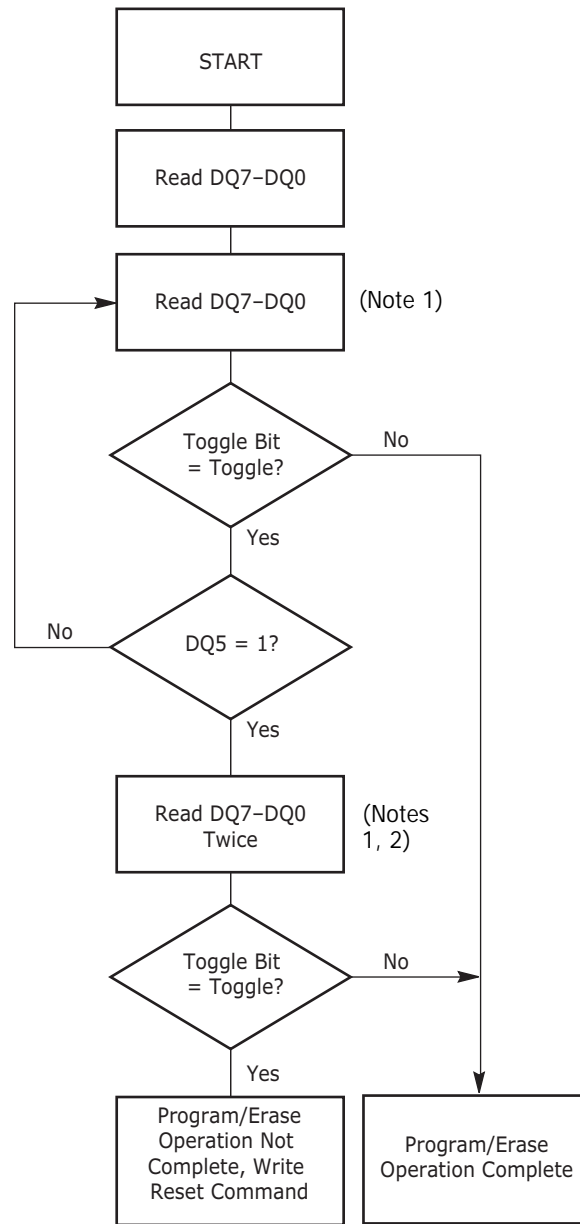 START
Read DQ7–DQ0
Read DQ7–DQ0
(Note 1)
Toggle Bit
= Toggle?
No
Yes
No
DQ5 = 1?
Yes
Read DQ7–DQ0
Twice
(Notes
1, 2)
Toggle Bit
= Toggle?
No
Yes
Program/Erase
Operation Not
Complete, Write
Reset Command
Program/Erase
Operation Complete